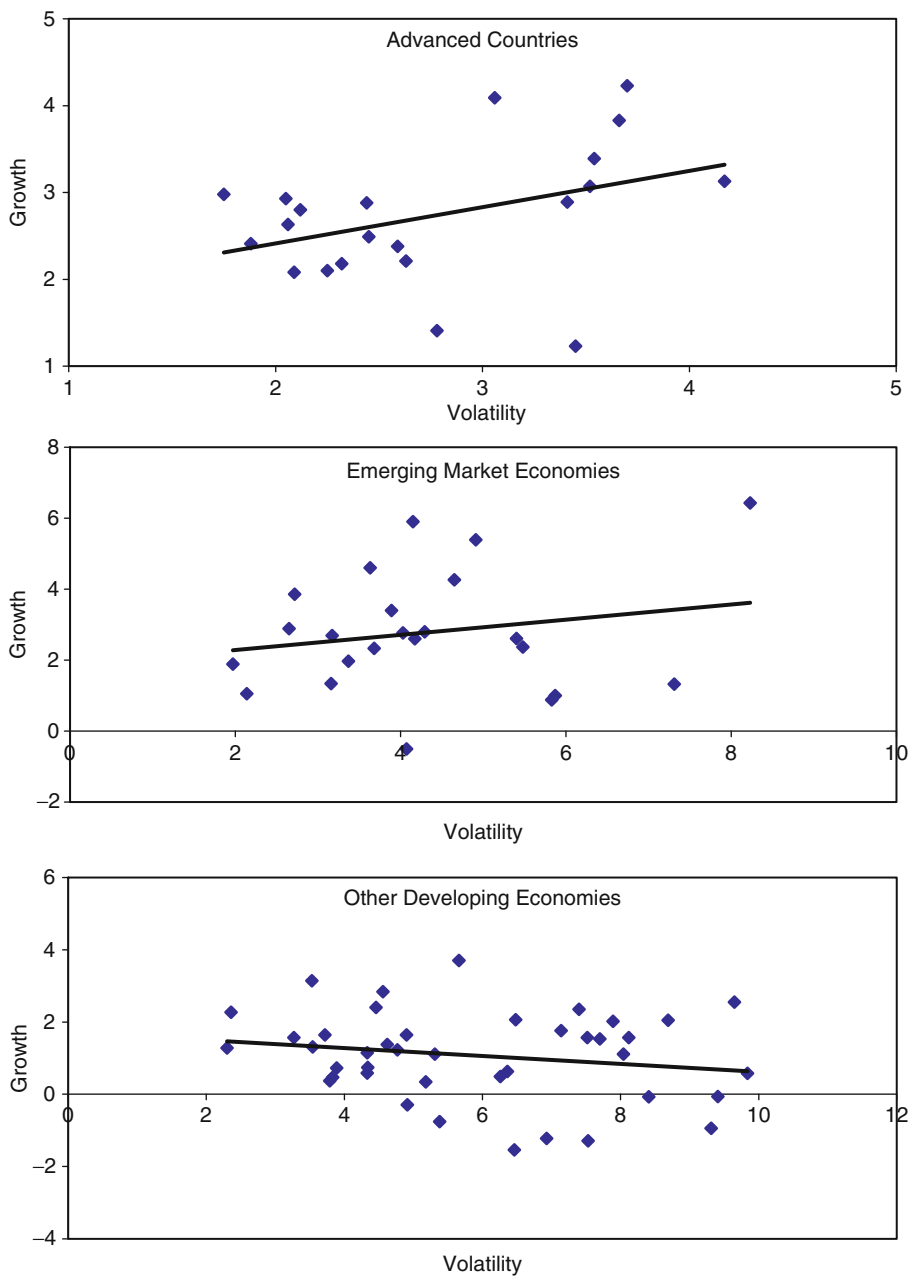 Advanced Countries
Growth
5
4
3
2
1
1 2 3 4 5
Volatility
Emerging Market Economies
Growth
8
6
4
2
0
−2
0 2 4 6 8 10
Volatility
Other Developing Economies
Growth
6
4
2
0
−2
−4
0 2 4 6 8 10 12
Volatility